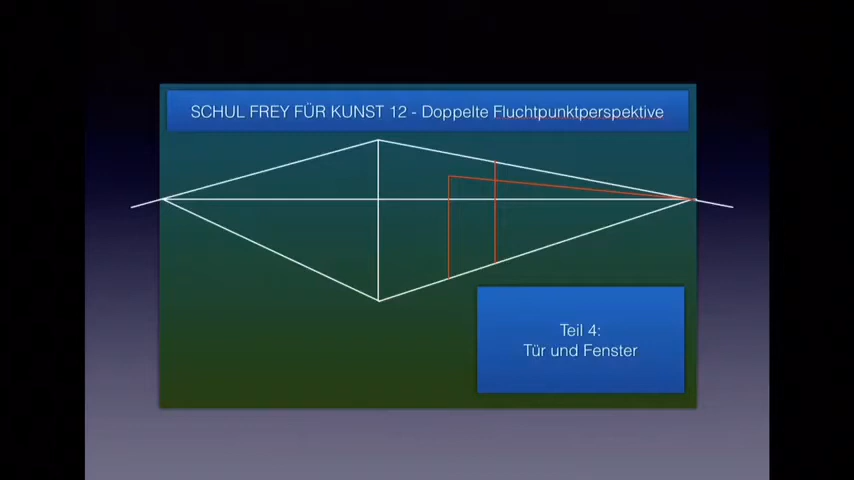 SCHUL FREY FÜR KUNST 12 - Doppelte Fluchtpunktperspektive
Teil 4:
Tür und Fenster